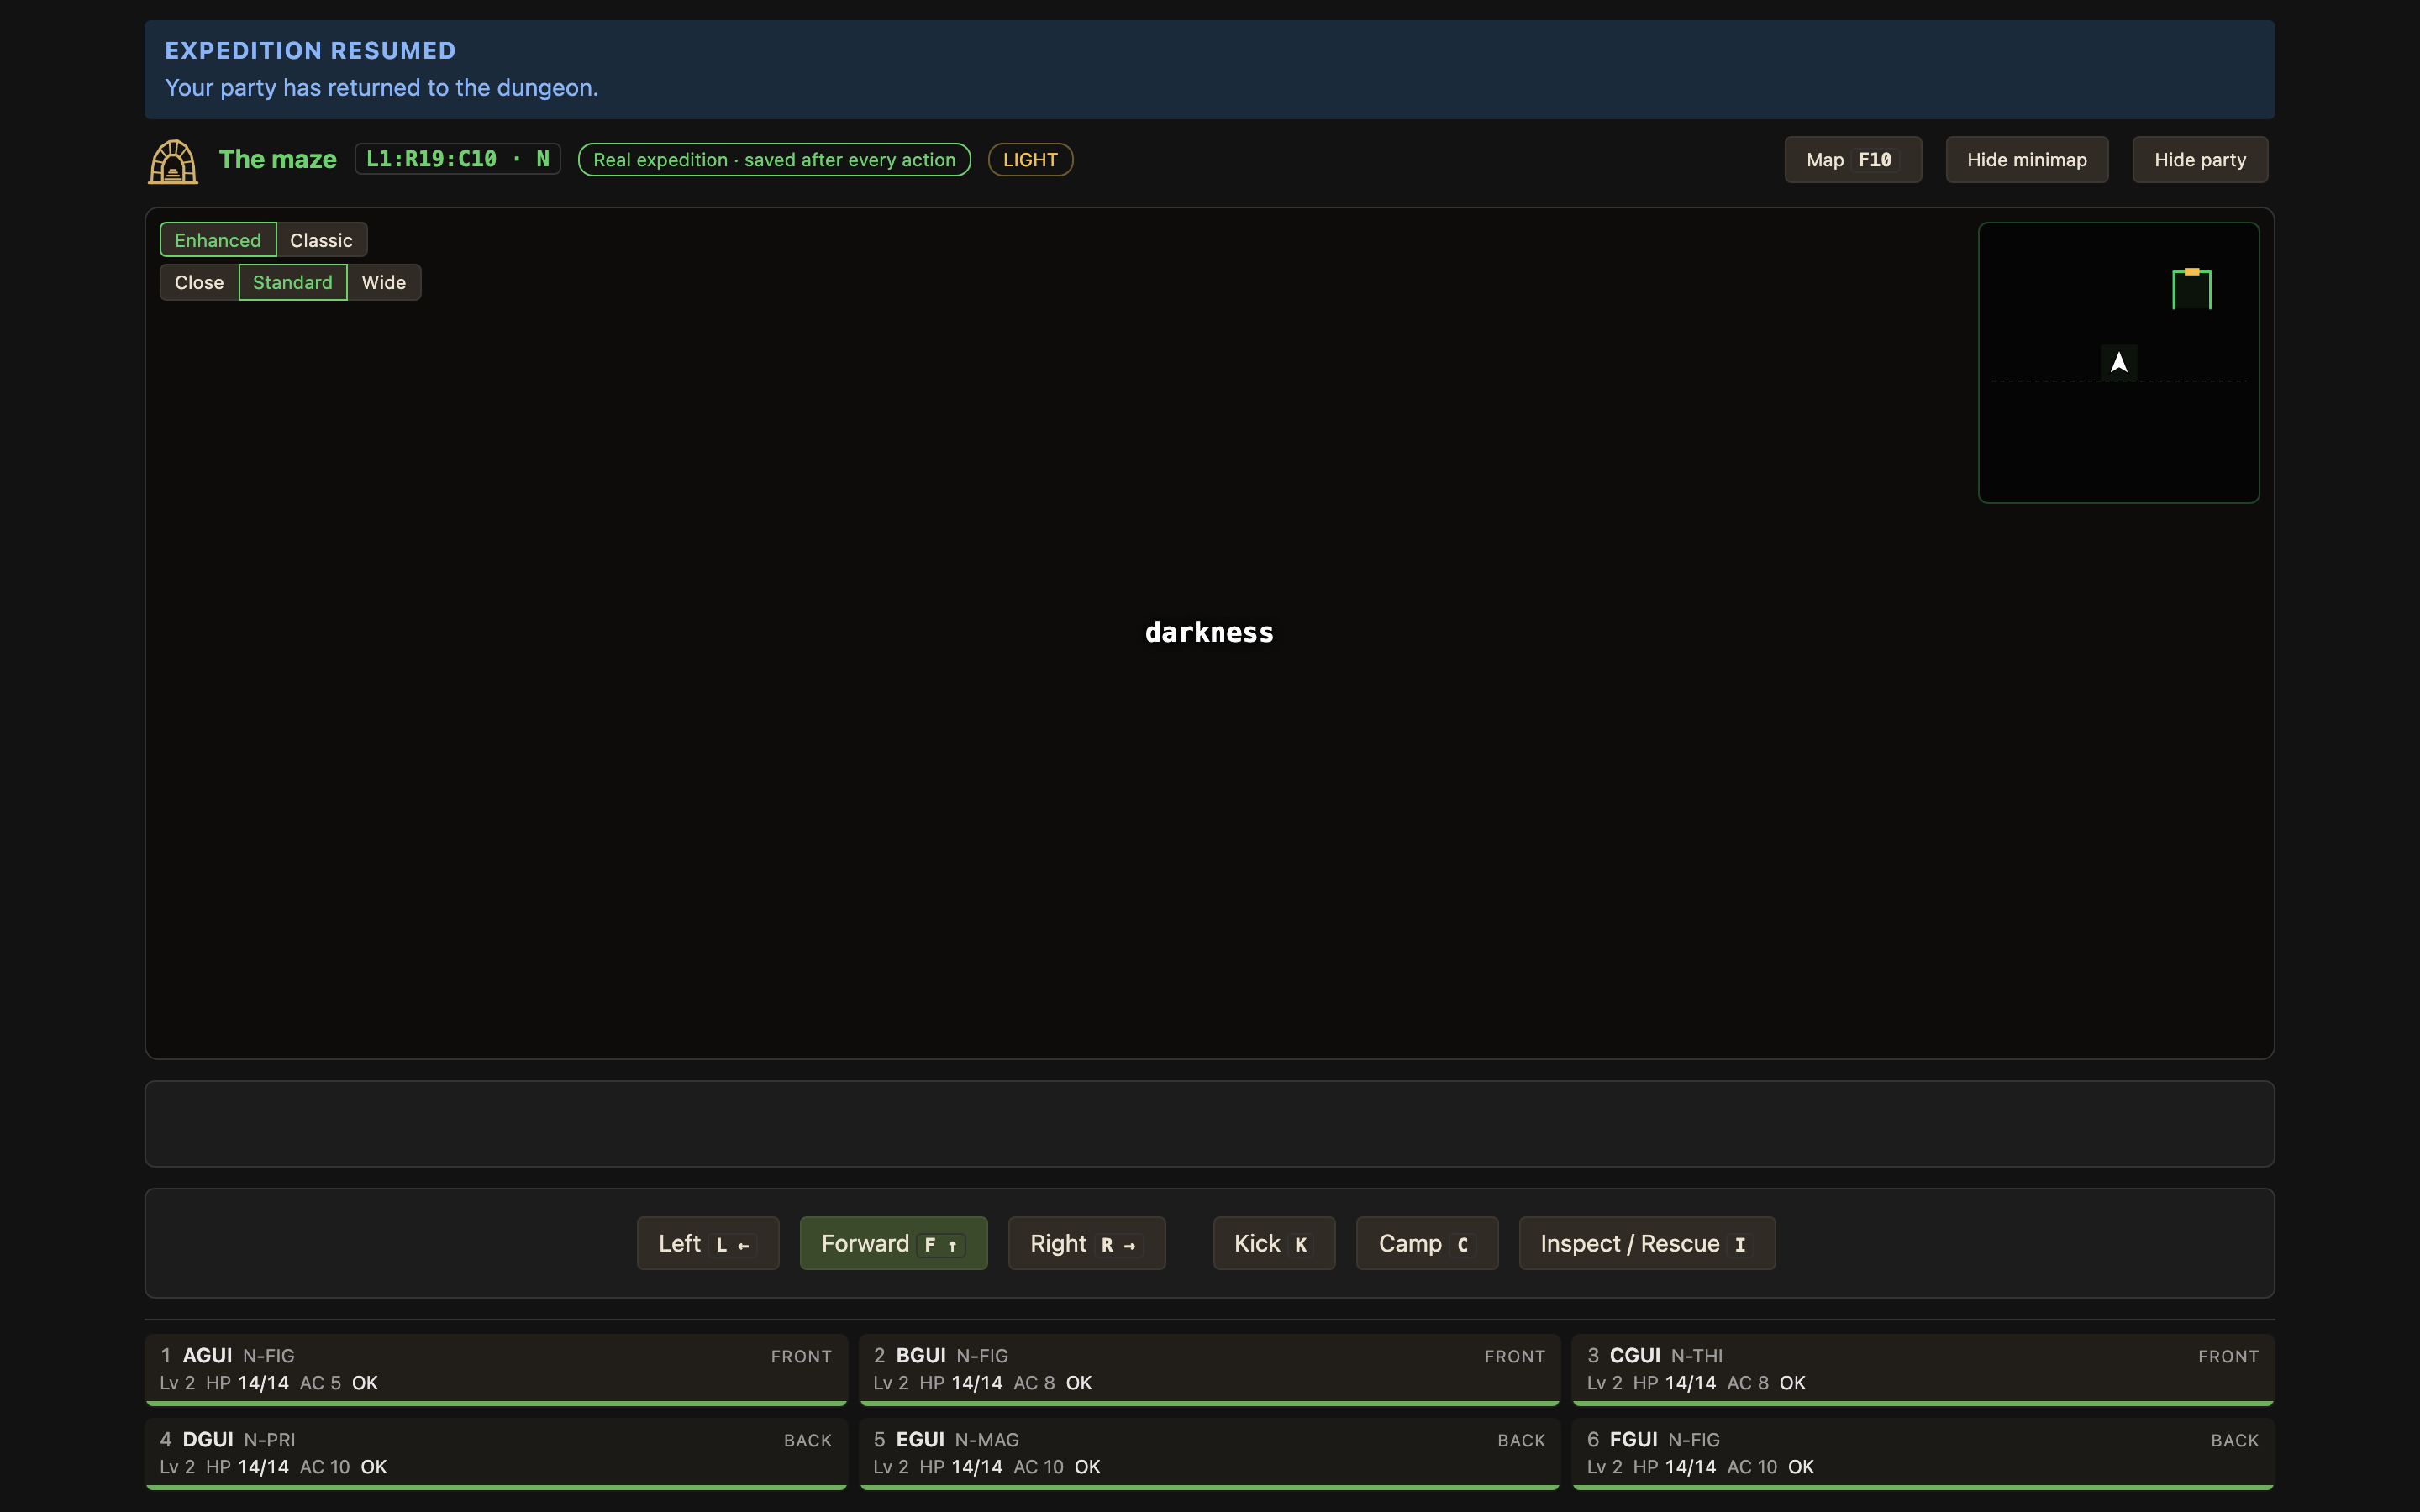 EXPEDITION RESUMED
Your party has returned to the dungeon.
The maze L1:R19:C10 · N Real expedition · saved after every action LIGHT Map F10 Hide minimap Hide party
Enhanced Classic
Close Standard Wide
darkness
Left L ← Forward F ↑ Right R → Kick K Camp C Inspect / Rescue I
1 AGUI N-FIG FRONT
Lv 2 HP 14/14 AC 5 OK
2 BGUI N-FIG FRONT
Lv 2 HP 14/14 AC 8 OK
3 CGUI N-THI FRONT
Lv 2 HP 14/14 AC 8 OK
4 DGUI N-PRI BACK
Lv 2 HP 14/14 AC 10 OK
5 EGUI N-MAG BACK
Lv 2 HP 14/14 AC 10 OK
6 FGUI N-FIG BACK
Lv 2 HP 14/14 AC 10 OK